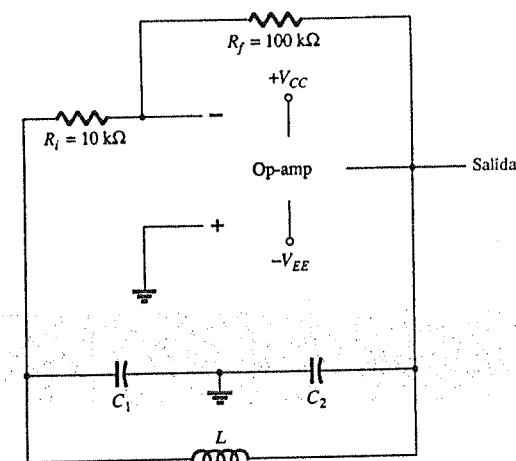 R_f = 100 kΩ
+V_CC
−
R_i = 10 kΩ
Op-amp
Salida
+
−V_EE
C_1
C_2
L